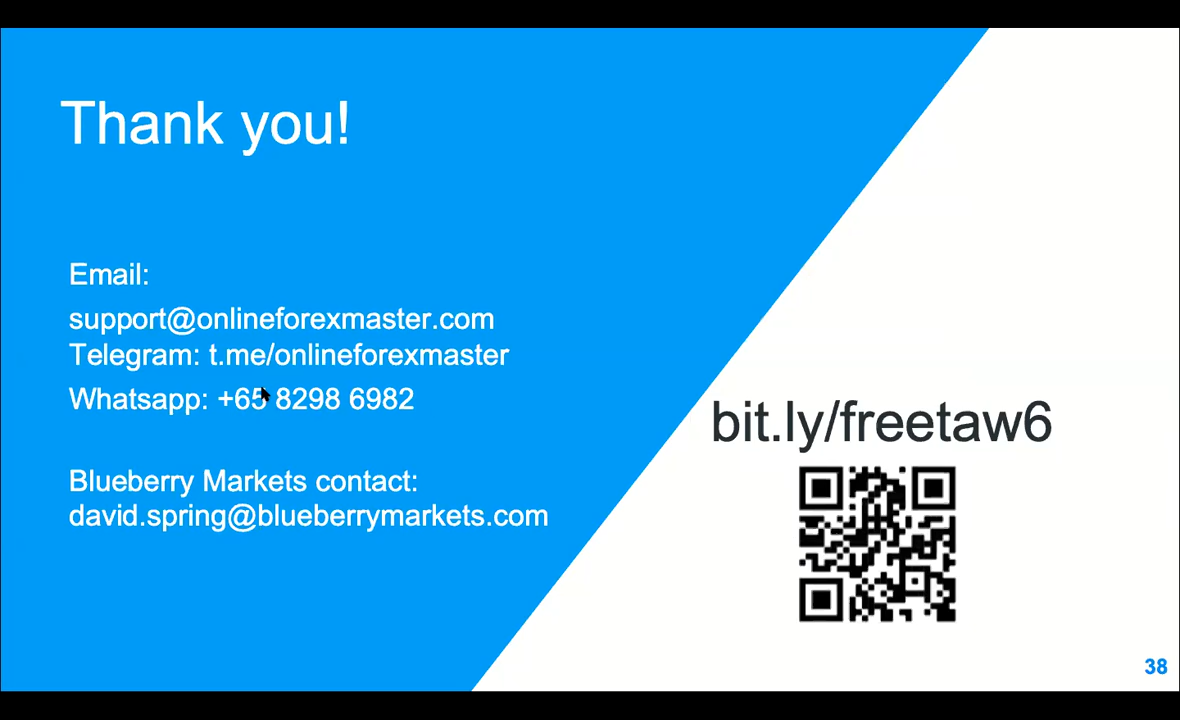 Thank you!
Email:
support@onlineforexmaster.com
Telegram: t.me/onlineforexmaster
Whatsapp: +65 8298 6982
Blueberry Markets contact:
david.spring@blueberrymarkets.com
bit.ly/freetaw6
38